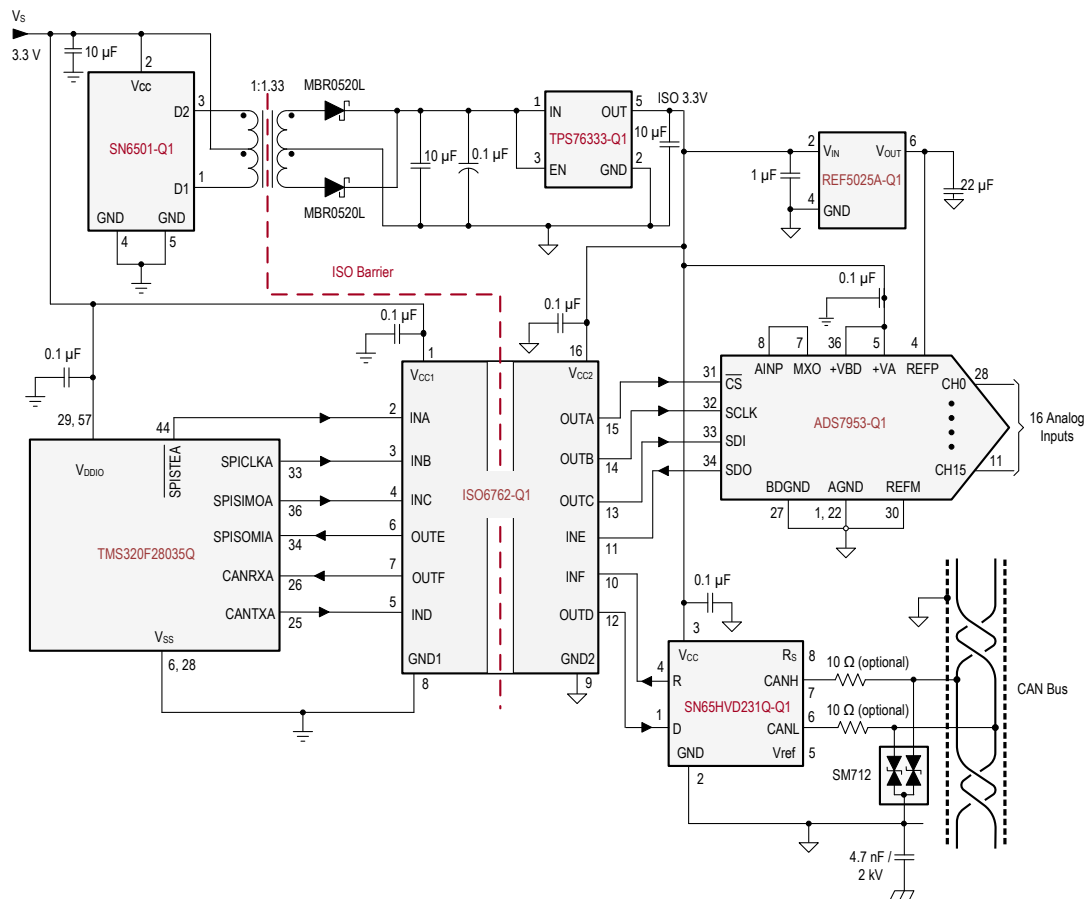 VS
3.3 V
10 µF
2
Vcc
D2
3
SN6501-Q1
D1
1
GND
GND
4
5
1:1.33
MBR0520L
MBR0520L
10 µF
0.1 µF
1
IN
OUT
5
TPS76333-Q1
3
EN
GND
2
ISO 3.3V
10 µF
2
VIN
VOUT
6
REF5025A-Q1
1 µF
4
GND
22 µF
ISO Barrier
0.1 µF
0.1 µF
0.1 µF
0.1 µF
29, 57
44
VDDIO
SPISTEA
SPICLKA
33
SPISIMOA
36
SPISOMIA
34
TMS320F28035Q
CANRXA
26
CANTXA
25
VSS
6, 28
1
VCC1
2
INA
3
INB
4
INC
6
OUTE
7
OUTF
5
IND
GND1
8
ISO6762-Q1
16
VCC2
OUTA
15
OUTB
14
OUTC
13
INE
11
INF
10
OUTD
12
GND2
9
8
7
36
5
4
AINP
MXO
+VBD
+VA
REFP
31
CS
32
SCLK
33
SDI
34
SDO
ADS7953-Q1
CH0
28
CH15
11
16 Analog
Inputs
BDGND
AGND
REFM
27
1, 22
30
0.1 µF
3
VCC
RS
8
4
R
CANH
7
SN65HVD231Q-Q1
1
D
CANL
6
GND
Vref
5
2
10 Ω (optional)
10 Ω (optional)
SM712
CAN Bus
4.7 nF /
2 kV